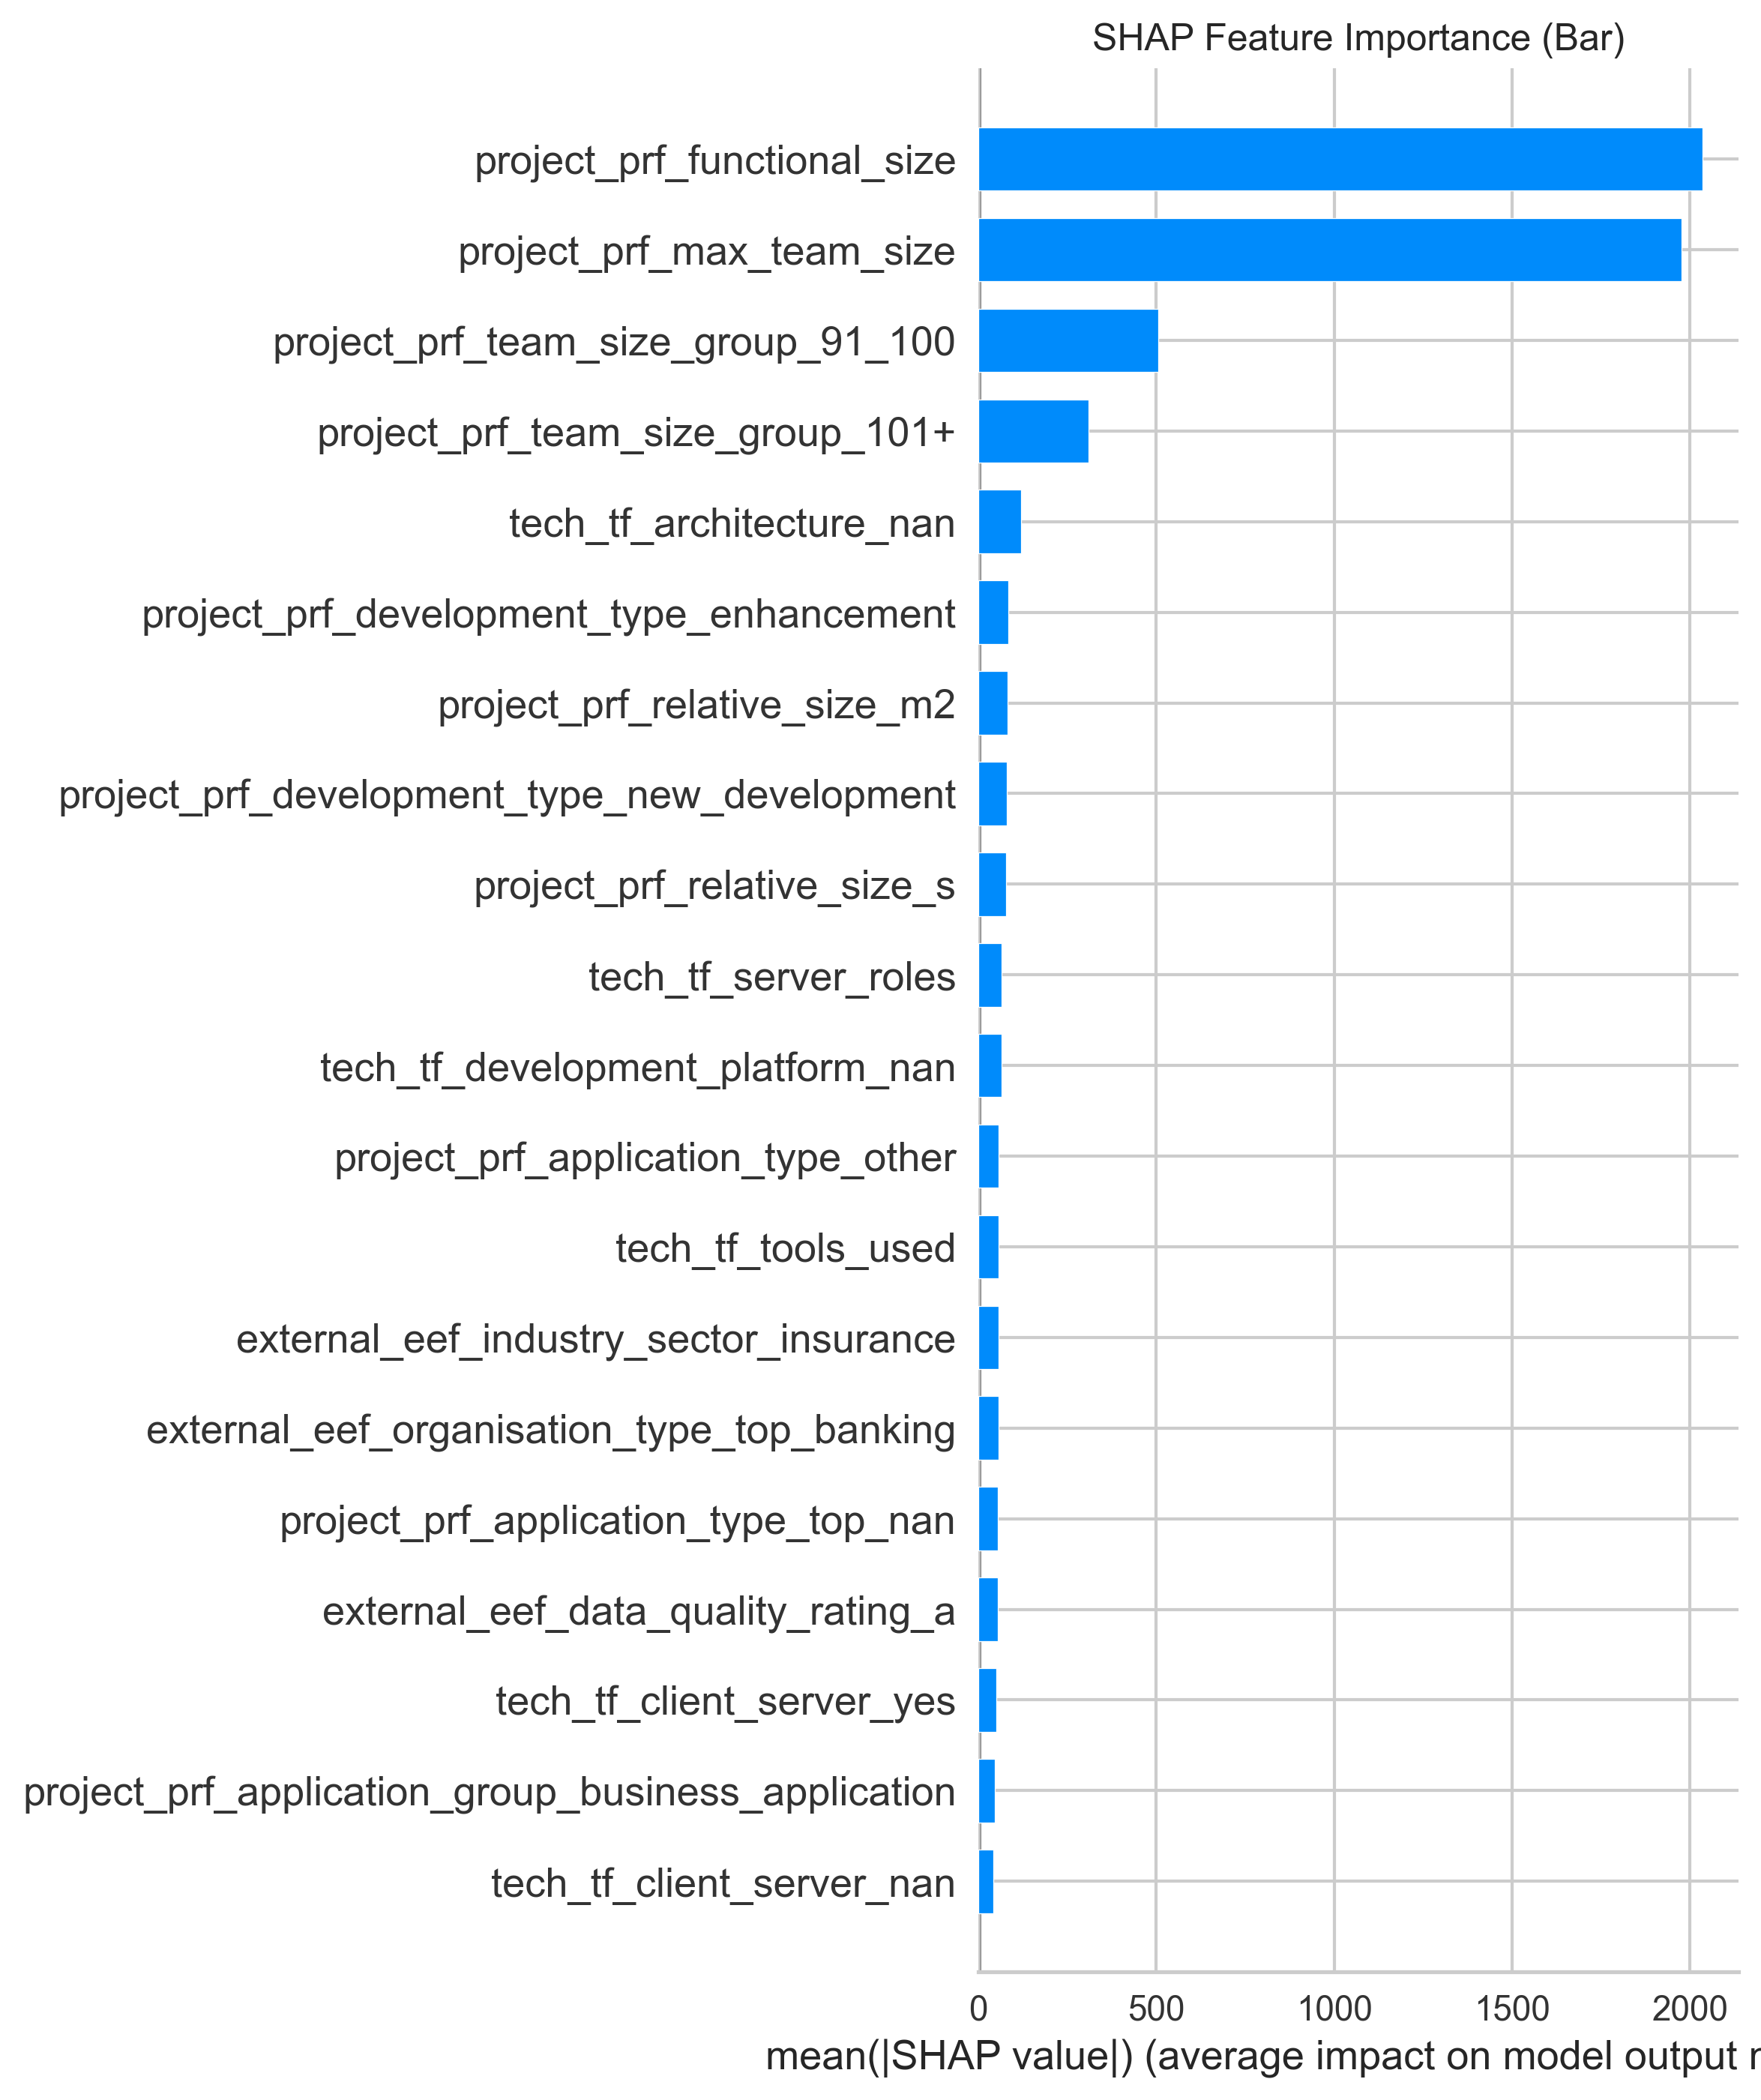 SHAP Feature Importance (Bar)
project_prf_functional_size
project_prf_max_team_size
project_prf_team_size_group_91_100
project_prf_team_size_group_101+
tech_tf_architecture_nan
project_prf_development_type_enhancement
project_prf_relative_size_m2
project_prf_development_type_new_development
project_prf_relative_size_s
tech_tf_server_roles
tech_tf_development_platform_nan
project_prf_application_type_other
tech_tf_tools_used
external_eef_industry_sector_insurance
external_eef_organisation_type_top_banking
project_prf_application_type_top_nan
external_eef_data_quality_rating_a
tech_tf_client_server_yes
project_prf_application_group_business_application
tech_tf_client_server_nan
0 500 1000 1500 2000
mean(|SHAP value|) (average impact on model output